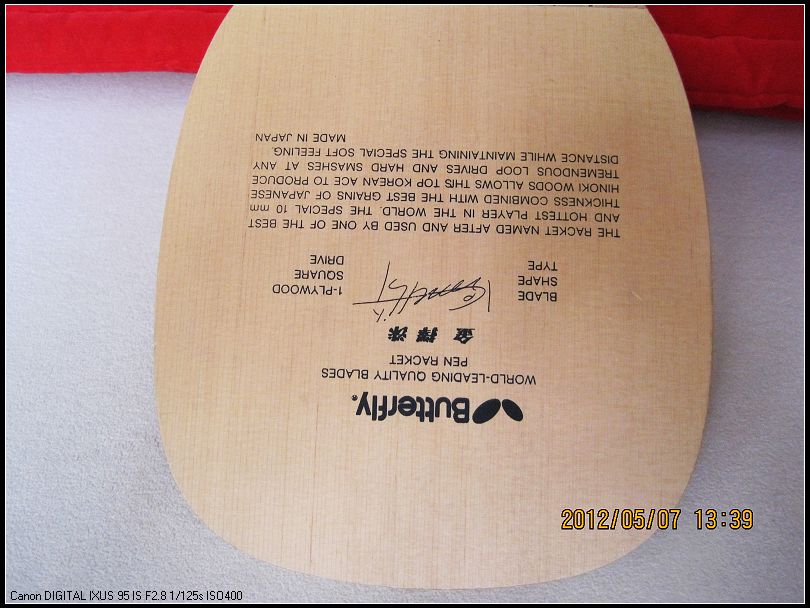 Butterfly®
WORLD-LEADING QUALITY BLADES
PEN RACKET
金擇洙
BLADE 1-PLYWOOD
SHAPE SQUARE
TYPE DRIVE
THE RACKET NAMED AFTER AND USED BY ONE OF THE BEST
AND HOTTEST PLAYER IN THE WORLD. THE SPECIAL 10 mm
THICKNESS COMBINED WITH THE BEST GRAINS OF JAPANESE
HINOKI WOODS ALLOWS THIS TOP KOREAN ACE TO PRODUCE
TREMENDOUS LOOP DRIVES AND HARD SMASHES AT ANY
DISTANCE WHILE MAINTAINING THE SPECIAL SOFT FEELING.
MADE IN JAPAN
2012/05/07 13:39
Canon DIGITAL IXUS 95 IS F2.8 1/125s ISO400